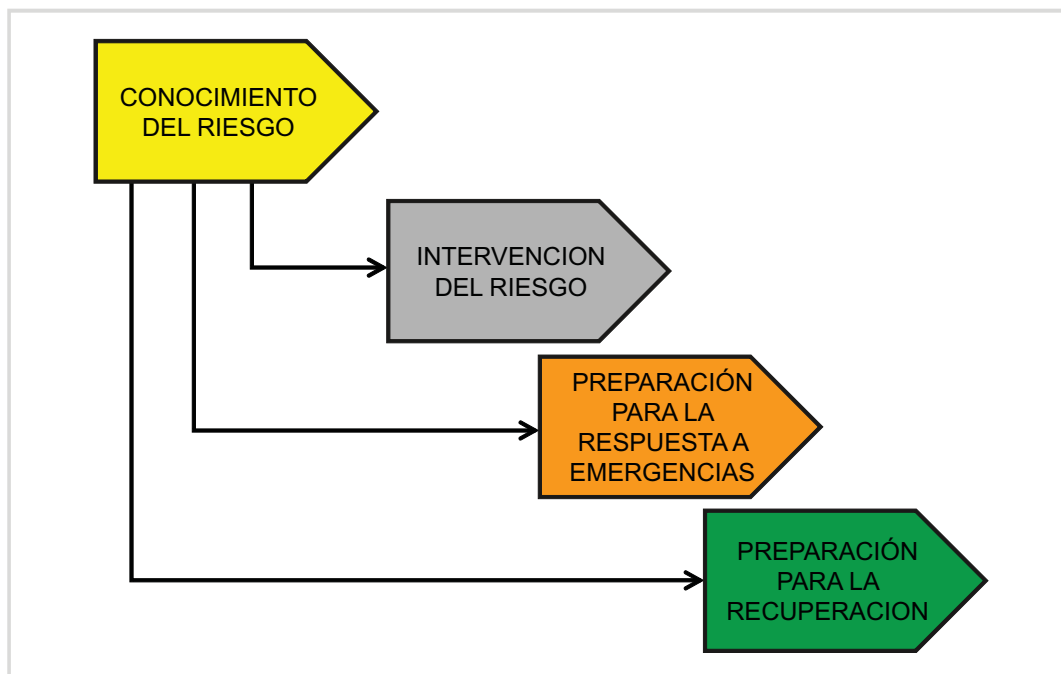 CONOCIMIENTO
DEL RIESGO
INTERVENCION
DEL RIESGO
PREPARACIÓN
PARA LA
RESPUESTA A
EMERGENCIAS
PREPARACIÓN
PARA LA
RECUPERACION